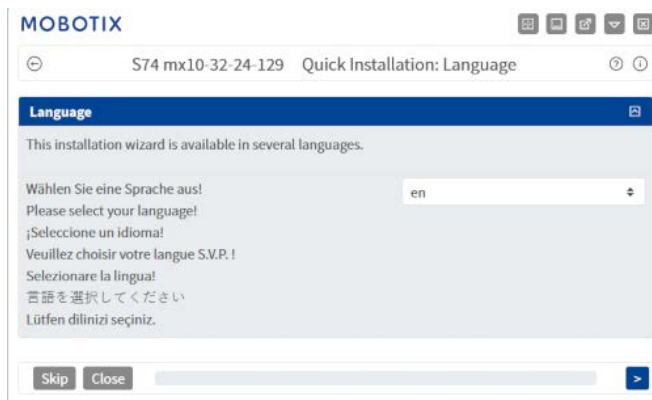 MOBOTIX
S74 mx10-32-24-129 Quick Installation: Language
Language
This installation wizard is available in several languages.
Wählen Sie eine Sprache aus!
en
Please select your language!
¡Seleccione un idioma!
Veuillez choisir votre langue S.V.P. !
Selezionare la lingua!
言語を選択してください
Lütfen dilinizi seçiniz.
Skip Close >